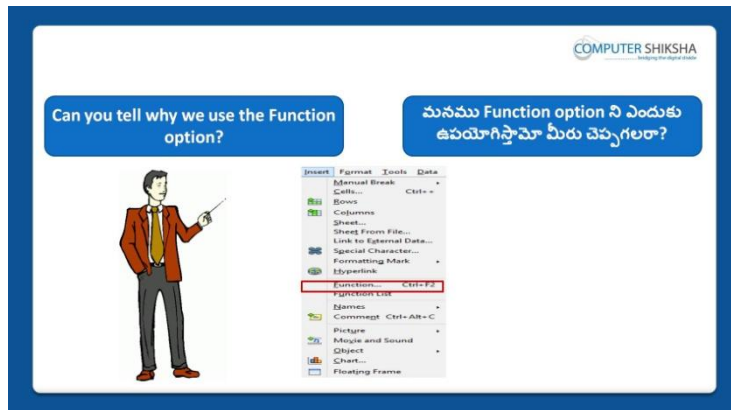 COMPUTER SHIKSHA
bridging the digital divide
Can you tell why we use the Function
option?
మనము Function option ని ఎందుకు
ఉపయోగిస్తామో మీరు చెప్పగలరా?
Insert Format Tools Data
Manual Break
Cells... Ctrl++
Rows
Columns
Sheet...
Sheet From File...
Link to External Data...
Special Character...
Formatting Mark
Hyperlink
Function... Ctrl+F2
Function List
Names
Comment Ctrl+Alt+C
Picture
Movie and Sound
Object
Chart...
Floating Frame